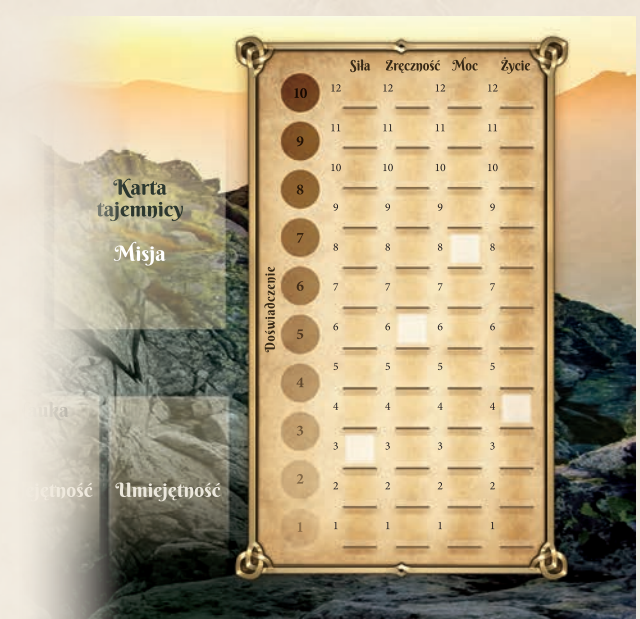 Siła Zręczność Moc Życie
10 12 12 12 12
9 11 11 11 11
8 10 10 10 10
9 9 9 9
7 8 8 8 8
6 7 7 7 7
5 6 6 6 6
4 5 5 5 5
4 4 4 4
3 3 3 3 3
2 2 2 2 2
1 1 1 1 1
Doświadczenie
Karta
tajemnicy
Misja
Umiejętność